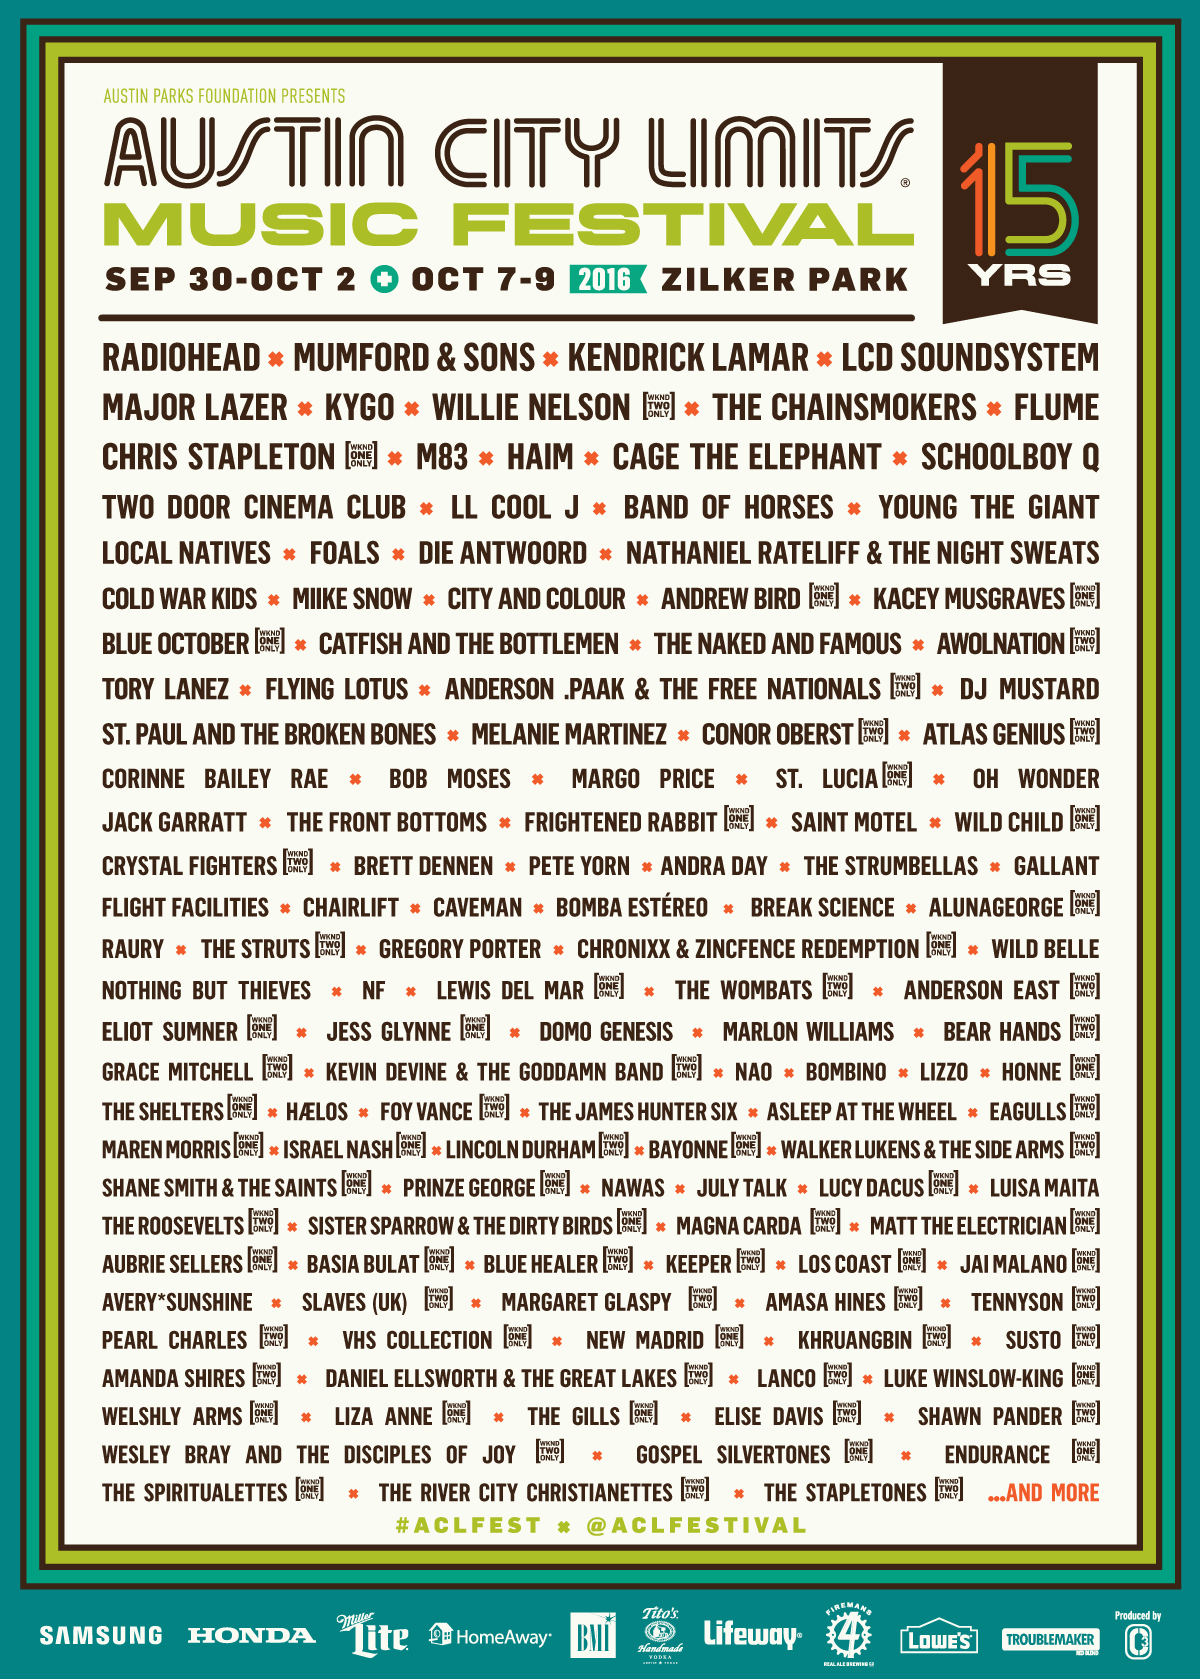 AUSTIN PARKS FOUNDATION PRESENTS
AUSTIN CITY LIMITS®
MUSIC FESTIVAL
15 YRS
SEP 30-OCT 2 + OCT 7-9 2016 ZILKER PARK
RADIOHEAD × MUMFORD & SONS × KENDRICK LAMAR × LCD SOUNDSYSTEM
MAJOR LAZER × KYGO × WILLIE NELSON [WKND TWO ONLY] × THE CHAINSMOKERS × FLUME
CHRIS STAPLETON [WKND ONE ONLY] × M83 × HAIM × CAGE THE ELEPHANT × SCHOOLBOY Q
TWO DOOR CINEMA CLUB × LL COOL J × BAND OF HORSES × YOUNG THE GIANT
LOCAL NATIVES × FOALS × DIE ANTWOORD × NATHANIEL RATELIFF & THE NIGHT SWEATS
COLD WAR KIDS × MIIKE SNOW × CITY AND COLOUR × ANDREW BIRD [WKND ONE ONLY] × KACEY MUSGRAVES [WKND ONE ONLY]
BLUE OCTOBER [WKND ONE ONLY] × CATFISH AND THE BOTTLEMEN × THE NAKED AND FAMOUS × AWOLNATION [WKND TWO ONLY]
TORY LANEZ × FLYING LOTUS × ANDERSON .PAAK & THE FREE NATIONALS [WKND TWO ONLY] × DJ MUSTARD
ST. PAUL AND THE BROKEN BONES × MELANIE MARTINEZ × CONOR OBERST [WKND TWO ONLY] × ATLAS GENIUS [WKND TWO ONLY]
CORINNE BAILEY RAE × BOB MOSES × MARGO PRICE × ST. LUCIA [WKND ONE ONLY] × OH WONDER
JACK GARRATT × THE FRONT BOTTOMS × FRIGHTENED RABBIT [WKND ONE ONLY] × SAINT MOTEL × WILD CHILD [WKND ONE ONLY]
CRYSTAL FIGHTERS [WKND TWO ONLY] × BRETT DENNEN × PETE YORN × ANDRA DAY × THE STRUMBELLAS × GALLANT
FLIGHT FACILITIES × CHAIRLIFT × CAVEMAN × BOMBA ESTÉREO × BREAK SCIENCE × ALUNAGEORGE [WKND ONE ONLY]
RAURY × THE STRUTS [WKND TWO ONLY] × GREGORY PORTER × CHRONIXX & ZINCFENCE REDEMPTION [WKND ONE ONLY] × WILD BELLE
NOTHING BUT THIEVES × NF × LEWIS DEL MAR [WKND ONE ONLY] × THE WOMBATS [WKND TWO ONLY] × ANDERSON EAST [WKND TWO ONLY]
ELIOT SUMNER [WKND ONE ONLY] × JESS GLYNNE [WKND ONE ONLY] × DOMO GENESIS × MARLON WILLIAMS × BEAR HANDS [WKND TWO ONLY]
GRACE MITCHELL [WKND TWO ONLY] × KEVIN DEVINE & THE GODDAMN BAND [WKND TWO ONLY] × NAO × BOMBINO × LIZZO × HONNE [WKND ONE ONLY]
THE SHELTERS [WKND ONE ONLY] × HÆLOS × FOY VANCE [WKND TWO ONLY] × THE JAMES HUNTER SIX × ASLEEP AT THE WHEEL × EAGULLS [WKND TWO ONLY]
MAREN MORRIS [WKND ONE ONLY] × ISRAEL NASH [WKND ONE ONLY] × LINCOLN DURHAM [WKND TWO ONLY] × BAYONNE [WKND ONE ONLY] × WALKER LUKENS & THE SIDE ARMS [WKND TWO ONLY]
SHANE SMITH & THE SAINTS [WKND ONE ONLY] × PRINZE GEORGE [WKND ONE ONLY] × NAWAS × JULY TALK × LUCY DACUS [WKND ONE ONLY] × LUISA MAITA
THE ROOSEVELTS [WKND TWO ONLY] × SISTER SPARROW & THE DIRTY BIRDS [WKND ONE ONLY] × MAGNA CARDA [WKND TWO ONLY] × MATT THE ELECTRICIAN [WKND ONE ONLY]
AUBRIE SELLERS [WKND ONE ONLY] × BASIA BULAT [WKND ONE ONLY] × BLUE HEALER [WKND TWO ONLY] × KEEPER [WKND TWO ONLY] × LOS COAST [WKND ONE ONLY] × JAI MALANO [WKND ONE ONLY]
AVERY*SUNSHINE × SLAVES (UK) [WKND TWO ONLY] × MARGARET GLASPY [WKND TWO ONLY] × AMASA HINES [WKND TWO ONLY] × TENNYSON [WKND TWO ONLY]
PEARL CHARLES [WKND TWO ONLY] × VHS COLLECTION [WKND ONE ONLY] × NEW MADRID [WKND ONE ONLY] × KHRUANGBIN [WKND TWO ONLY] × SUSTO [WKND TWO ONLY]
AMANDA SHIRES [WKND TWO ONLY] × DANIEL ELLSWORTH & THE GREAT LAKES [WKND TWO ONLY] × LANCO [WKND TWO ONLY] × LUKE WINSLOW-KING [WKND ONE ONLY]
WELSHLY ARMS [WKND ONE ONLY] × LIZA ANNE [WKND ONE ONLY] × THE GILLS [WKND ONE ONLY] × ELISE DAVIS [WKND TWO ONLY] × SHAWN PANDER [WKND TWO ONLY]
WESLEY BRAY AND THE DISCIPLES OF JOY [WKND TWO ONLY] × GOSPEL SILVERTONES [WKND ONE ONLY] × ENDURANCE [WKND ONE ONLY]
THE SPIRITUALETTES [WKND ONE ONLY] × THE RIVER CITY CHRISTIANETTES [WKND TWO ONLY] × THE STAPLETONES [WKND TWO ONLY] ...AND MORE
#ACLFEST × @ACLFESTIVAL
SAMSUNG HONDA Miller Lite HomeAway® BMI Tito's Handmade VODKA AUSTIN TEXAS Lifeway® FIREMANS 4 REAL ALE BREWING CO LOWE'S TROUBLEMAKER RED BLEND Produced by C3